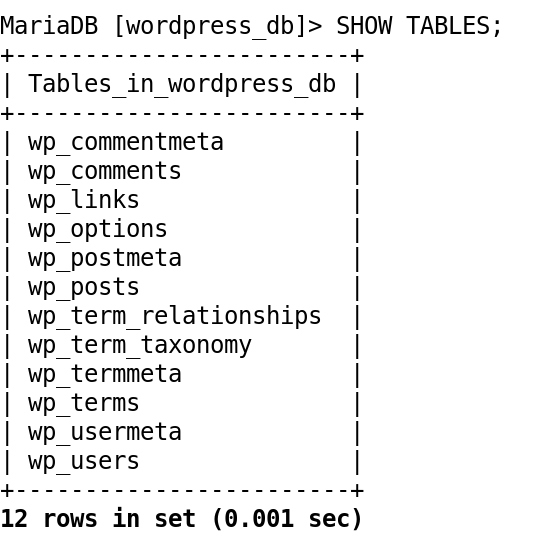 MariaDB [wordpress_db]> SHOW TABLES;
+------------------------+
| Tables_in_wordpress_db |
+------------------------+
| wp_commentmeta         |
| wp_comments            |
| wp_links               |
| wp_options             |
| wp_postmeta            |
| wp_posts               |
| wp_term_relationships  |
| wp_term_taxonomy       |
| wp_termmeta            |
| wp_terms               |
| wp_usermeta            |
| wp_users               |
+------------------------+
12 rows in set (0.001 sec)